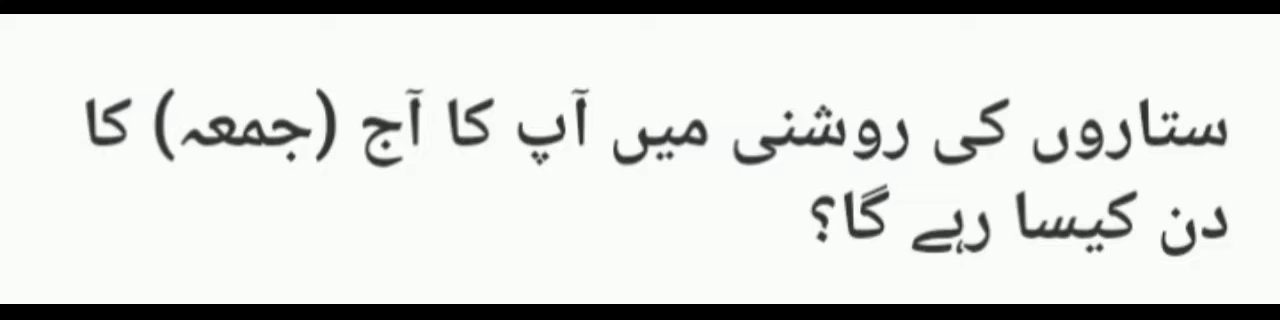 ستاروں کی روشنی میں آپ کا آج (جمعہ) کا
دن کیسا رہے گا؟